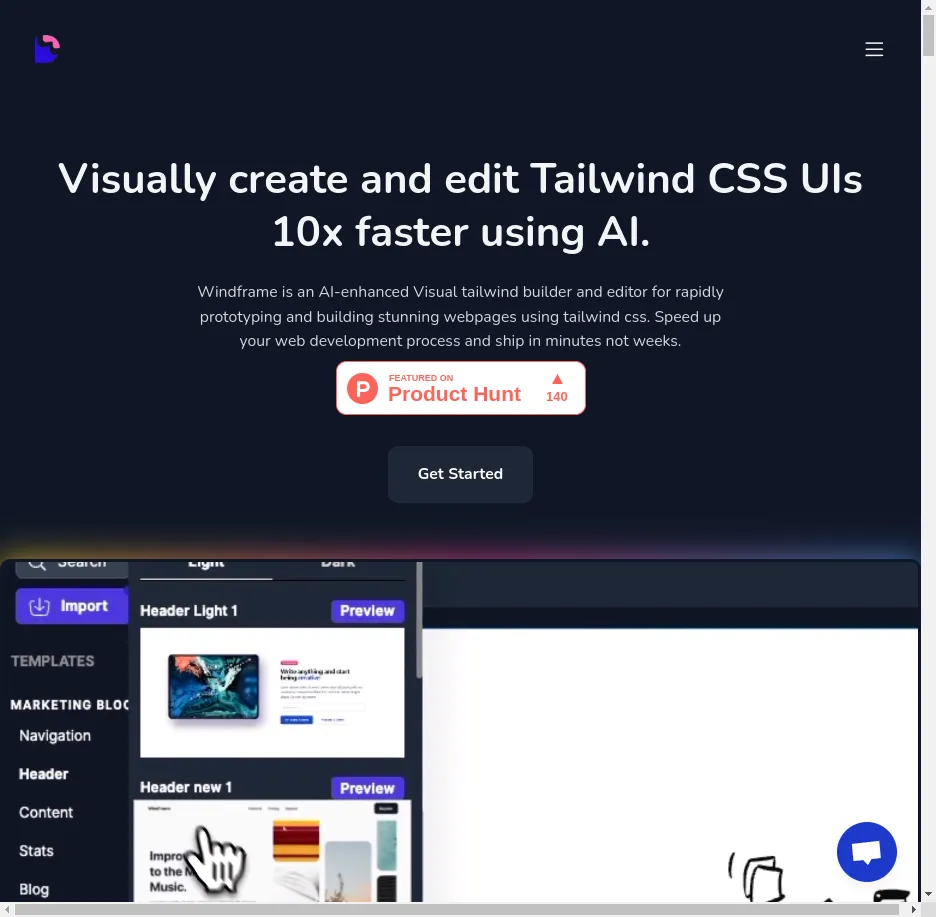 Visually create and edit Tailwind CSS UIs
10x faster using AI.
Windframe is an AI-enhanced Visual tailwind builder and editor for rapidly
prototyping and building stunning webpages using tailwind css. Speed up
your web development process and ship in minutes not weeks.
P
FEATURED ON
Product Hunt
▲
140
Get Started
Search
Light
Dark
Import
Header Light 1
Preview
TEMPLATES
Write anything and start
being creative!
MARKETING BLOC
Navigation
Header
Header new 1
Preview
Content
Stats
Impro
to the
Music.
Blog